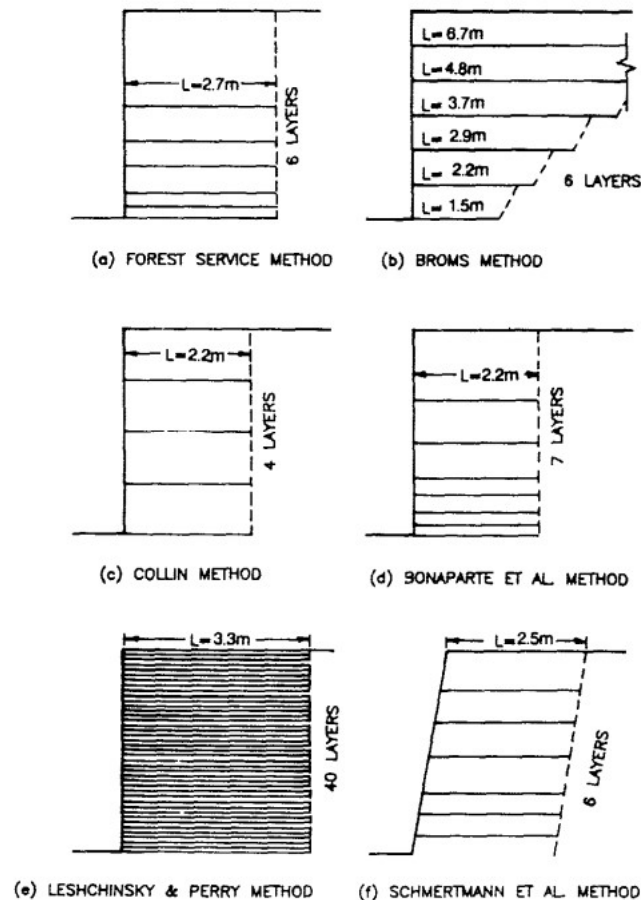 L=2.7m
6 LAYERS
(a) FOREST SERVICE METHOD
L=6.7m
L=4.8m
L=3.7m
L=2.9m
L=2.2m
L=1.5m
6 LAYERS
(b) BROMS METHOD
L=2.2m
4 LAYERS
(c) COLLIN METHOD
L=2.2m
7 LAYERS
(d) BONAPARTE ET AL. METHOD
L=3.3m
40 LAYERS
(e) LESHCHINSKY & PERRY METHOD
L=2.5m
6 LAYERS
(f) SCHMERTMANN ET AL. METHOD